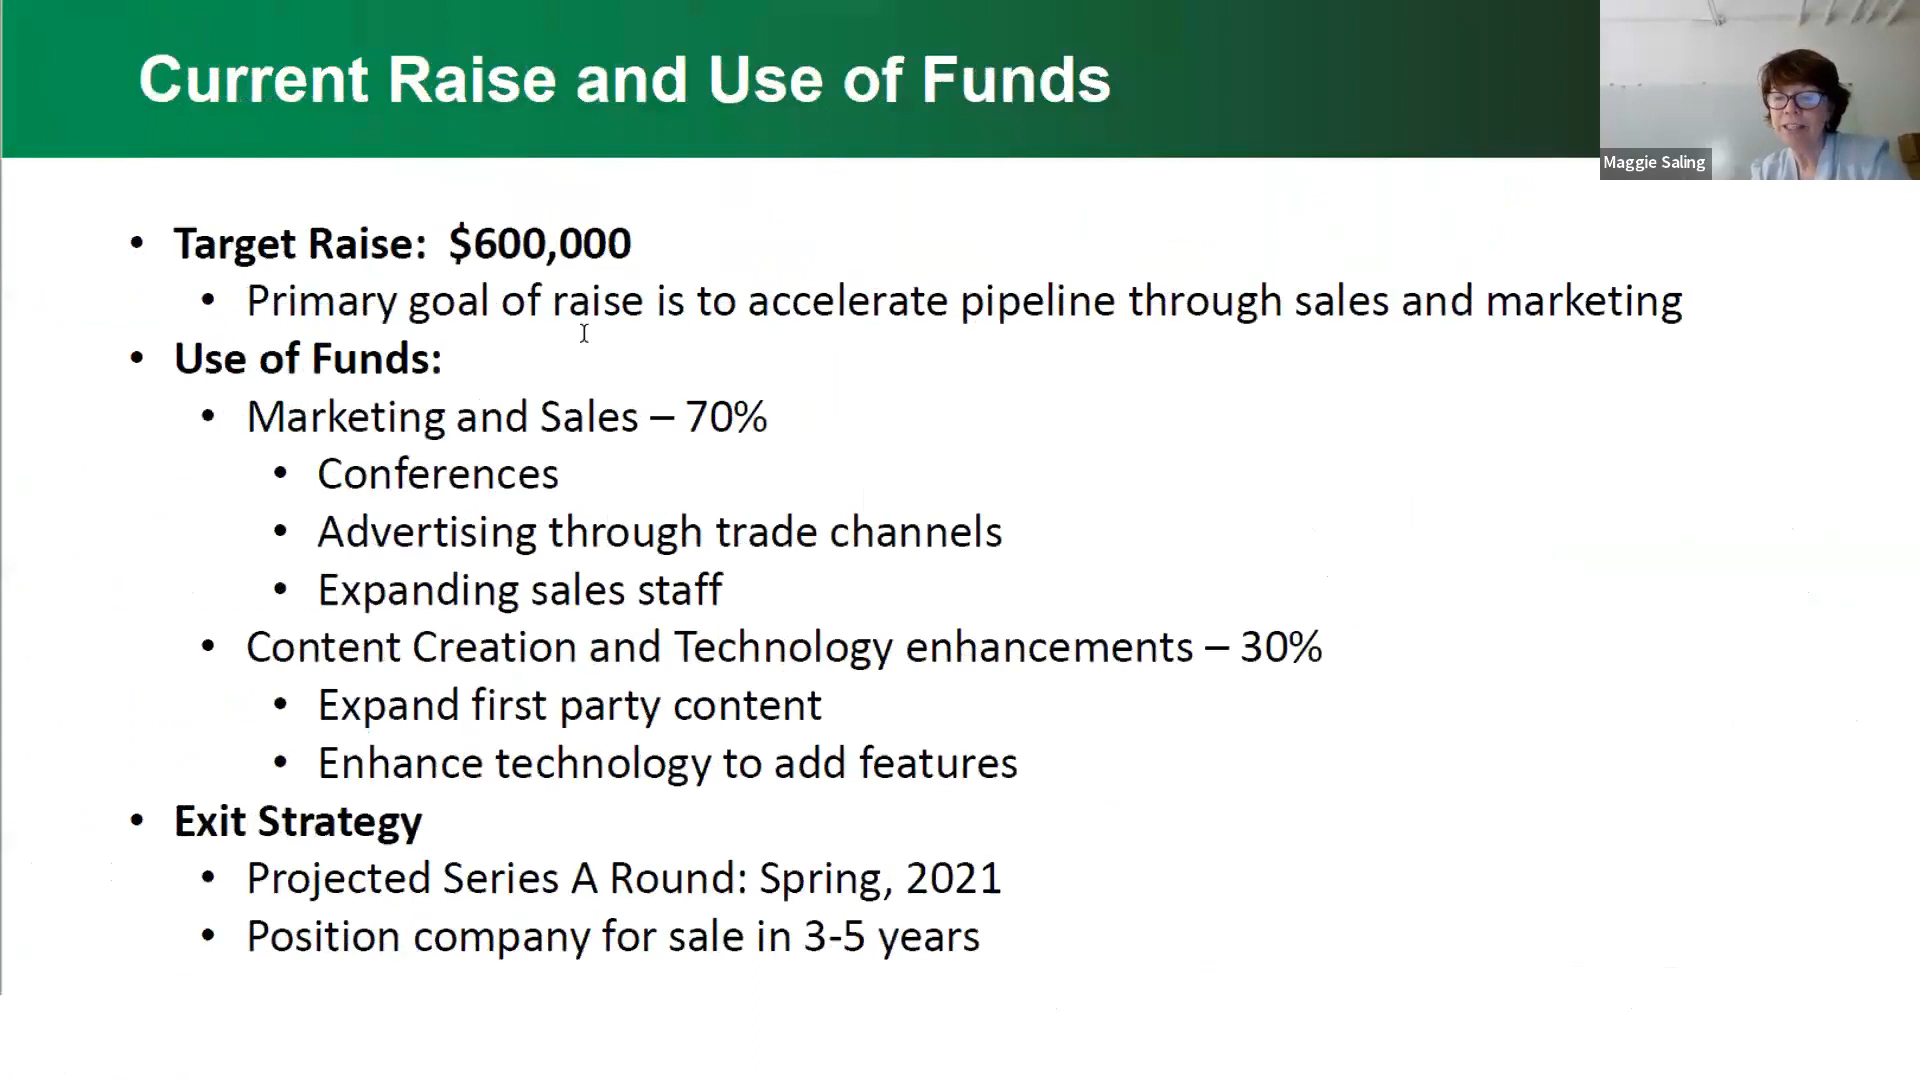 Current Raise and Use of Funds
Maggie Saling
• Target Raise: $600,000
• Primary goal of raise is to accelerate pipeline through sales and marketing
• Use of Funds:
• Marketing and Sales – 70%
• Conferences
• Advertising through trade channels
• Expanding sales staff
• Content Creation and Technology enhancements – 30%
• Expand first party content
• Enhance technology to add features
• Exit Strategy
• Projected Series A Round: Spring, 2021
• Position company for sale in 3-5 years